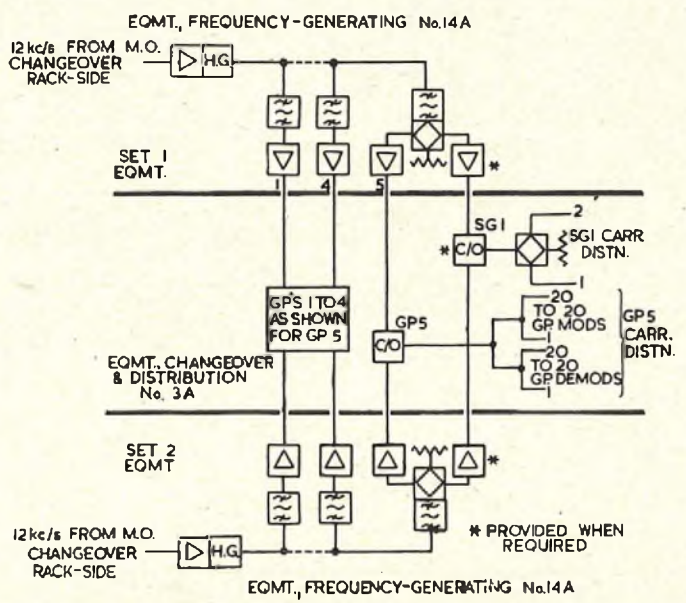 EQMT., FREQUENCY-GENERATING No.14A
12 kc/s FROM M.O.
CHANGEOVER
RACK-SIDE
H.G.
SET 1
EQMT.
1
4
5
*
SG1
* C/O
2
1
SG1 CARR
DISTN.
GPS 1 TO 4
AS SHOWN
FOR GP 5
GP5
C/O
20
TO 20
GP. MODS
1
20
TO 20
GP DEMODS
1
GP5
CARR.
DISTN.
EQMT., CHANGEOVER
& DISTRIBUTION
No. 3A
SET 2
EQMT
*
12 kc/s FROM M.O.
CHANGEOVER
RACK-SIDE
H.G.
* PROVIDED WHEN
REQUIRED
EQMT., FREQUENCY-GENERATING No.14A